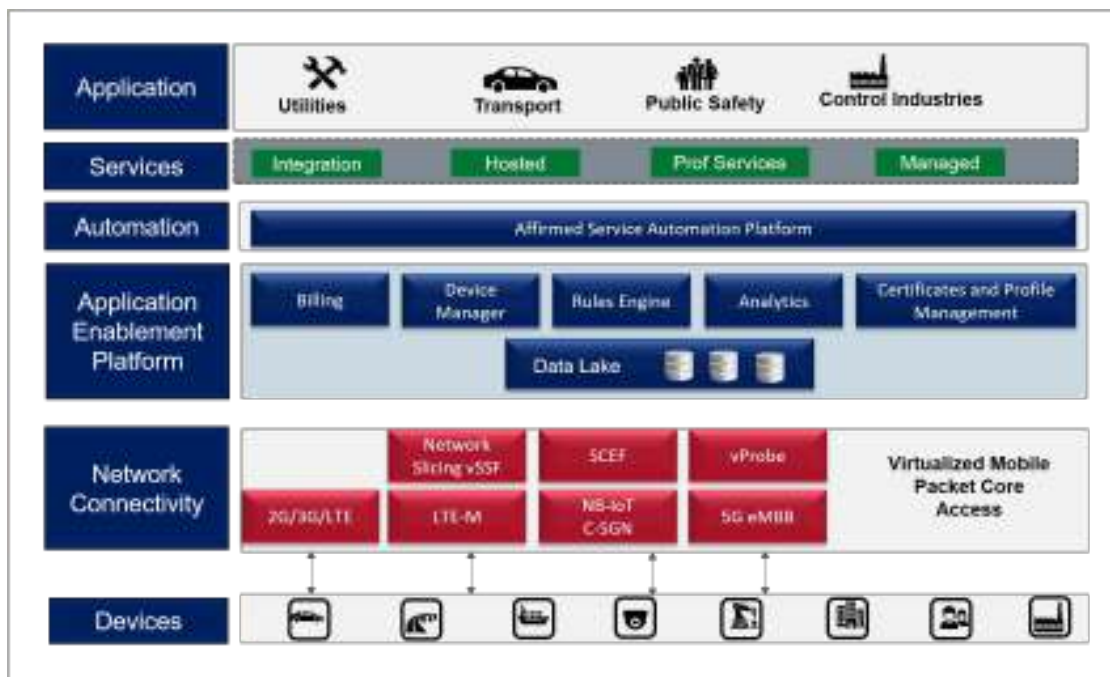 Application
Utilities
Transport
Public Safety
Control Industries
Services
Integration
Hosted
Prof Services
Managed
Automation
Affirmed Service Automation Platform
Application
Enablement
Platform
Billing
Device
Manager
Rules Engine
Analytics
Certificates and Profile
Management
Data Lake
Network
Connectivity
Network
Slicing vSSF
SCEF
vProbe
2G/3G/LTE
LTE-M
NB-IoT
C-SGN
5G eMBB
Virtualized Mobile
Packet Core
Access
Devices